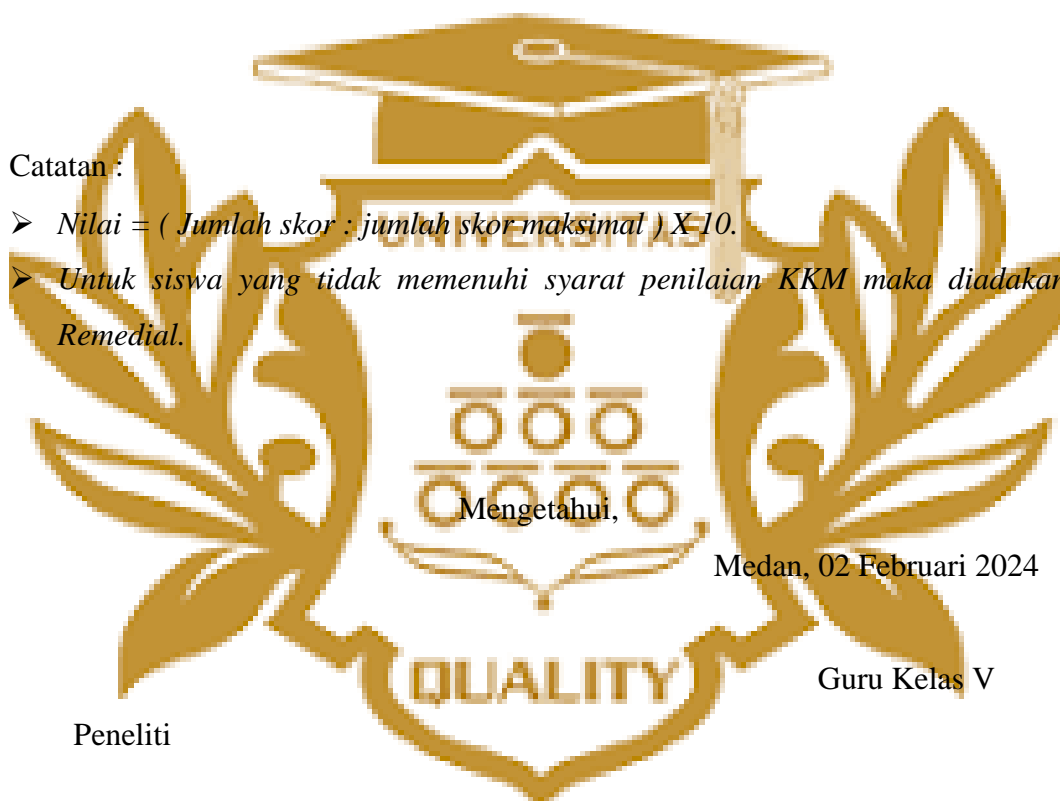 Catatan :
➢ Nilai = ( Jumlah skor : jumlah skor maksimal ) X 10.
UNIVERSITAS
➢ Untuk siswa yang tidak memenuhi syarat penilaian KKM maka diadakan
Remedial.
Mengetahui,
Medan, 02 Februari 2024
QUALITY
Guru Kelas V
Peneliti